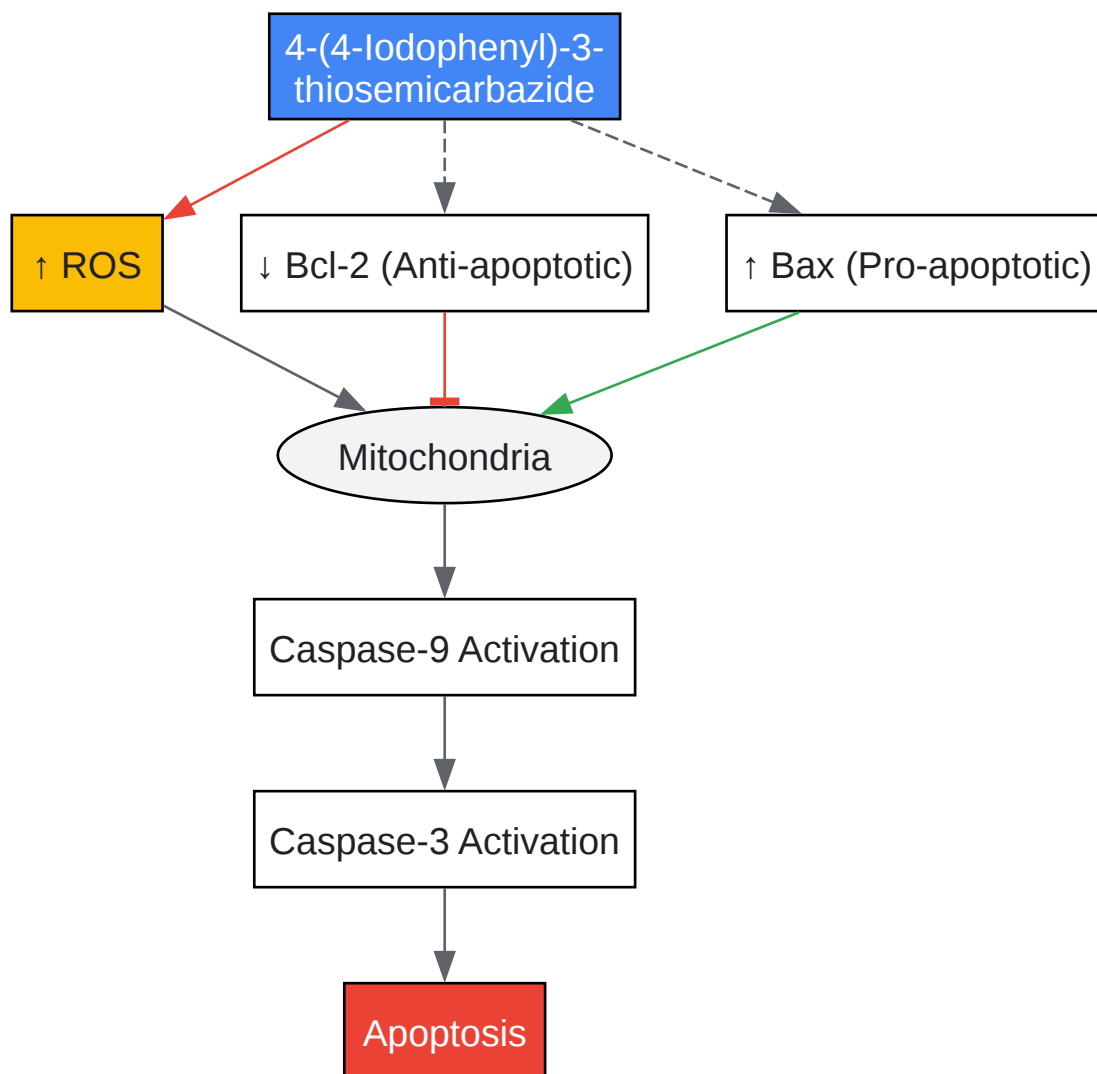 4-(4-Iodophenyl)-3-
thiosemicarbazide
↑ ROS
↓ Bcl-2 (Anti-apoptotic)
↑ Bax (Pro-apoptotic)
Mitochondria
Caspase-9 Activation
Caspase-3 Activation
Apoptosis